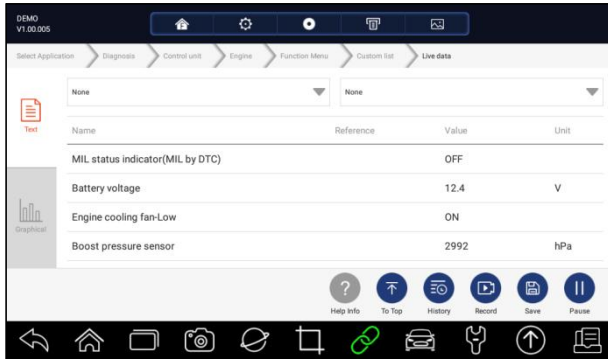 DEMO
V1.00.005
Select Application Diagnosis Control unit Engine Function Menu Custom list Live data
None None
Text
Name Reference Value Unit
MIL status indicator(MIL by DTC) OFF
Battery voltage 12.4 V
Engine cooling fan-Low ON
Boost pressure sensor 2992 hPa
Graphical
? 
Help Info To Top History Record Save Pause